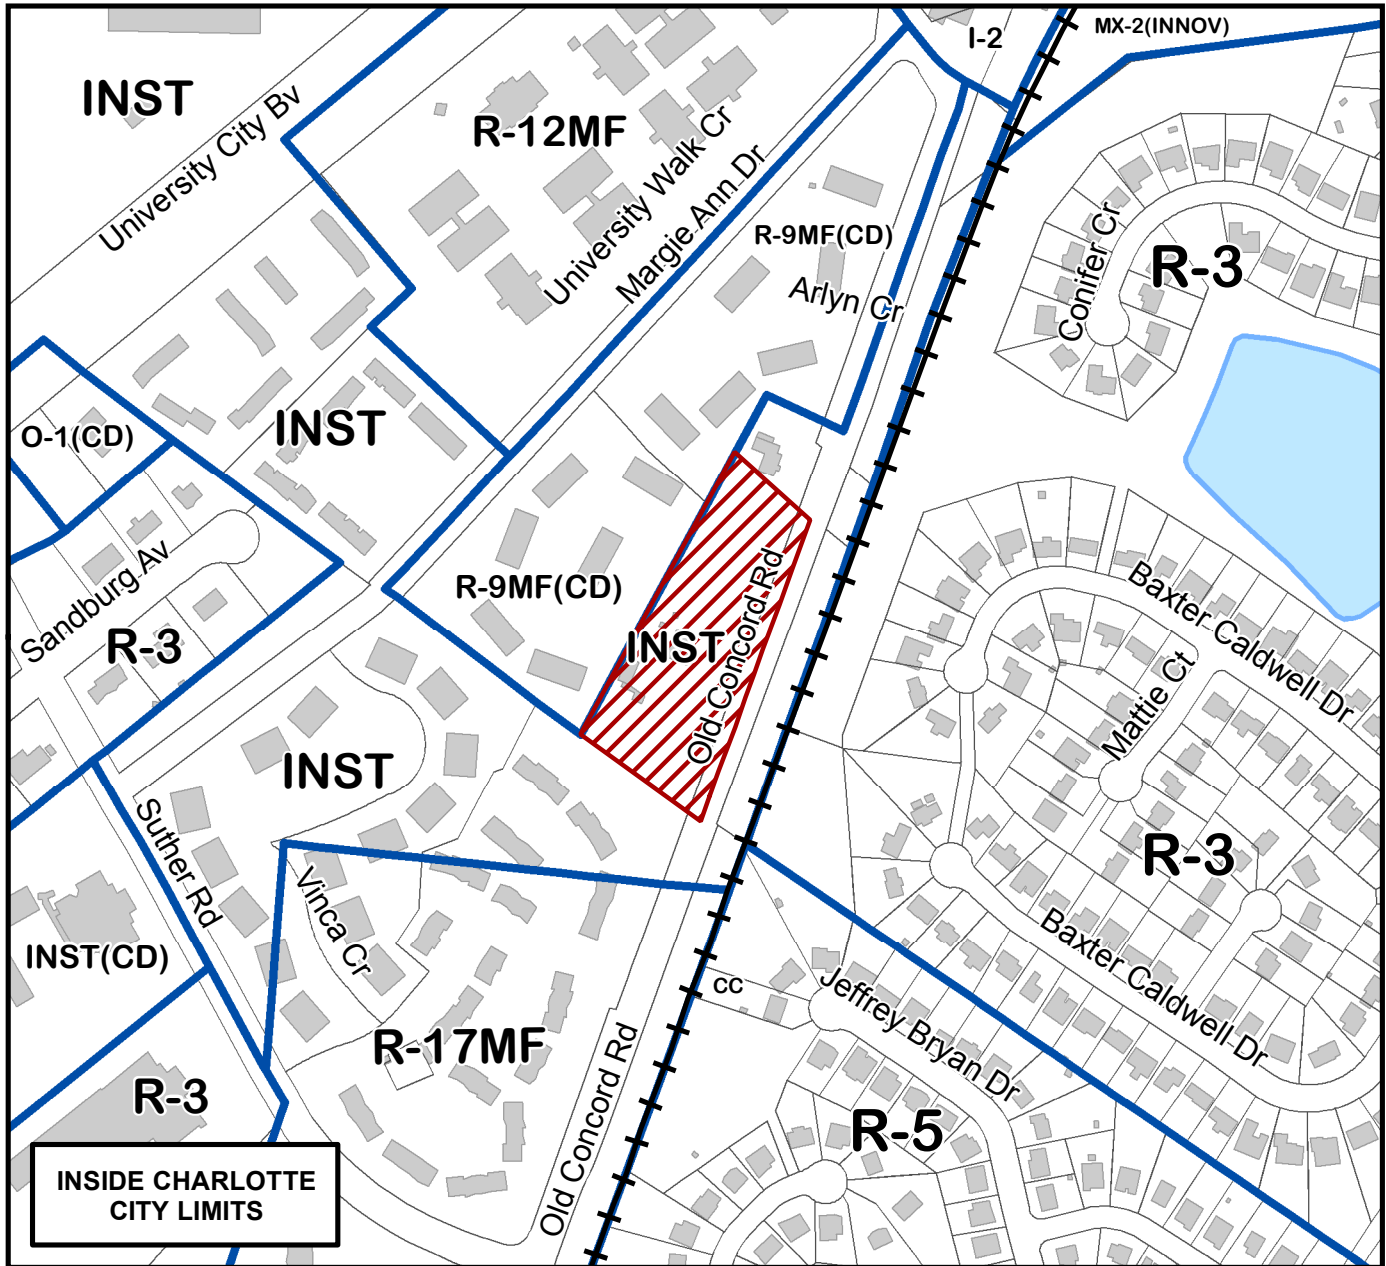 I-2
MX-2(INNOV)
INST
University City Bv
R-12MF
University Walk Cr
Margie Ann Dr
R-9MF(CD)
Arlyn Cr
Conifer Cr
R-3
O-1(CD)
INST
Sandburg Av
R-3
R-9MF(CD)
INST
Old Concord Rd
Baxter Caldwell Dr
Mattie Ct
INST
Suther Rd
R-3
Vinca Cr
INST(CD)
Baxter Caldwell Dr
CC
Jeffrey Bryan Dr
R-17MF
Old Concord Rd
R-3
R-5
INSIDE CHARLOTTE
CITY LIMITS